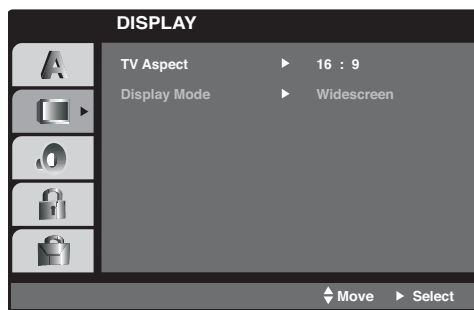 DISPLAY
A
TV Aspect ▶ 16 : 9
Display Mode ▶ Widescreen
Move ▶ Select